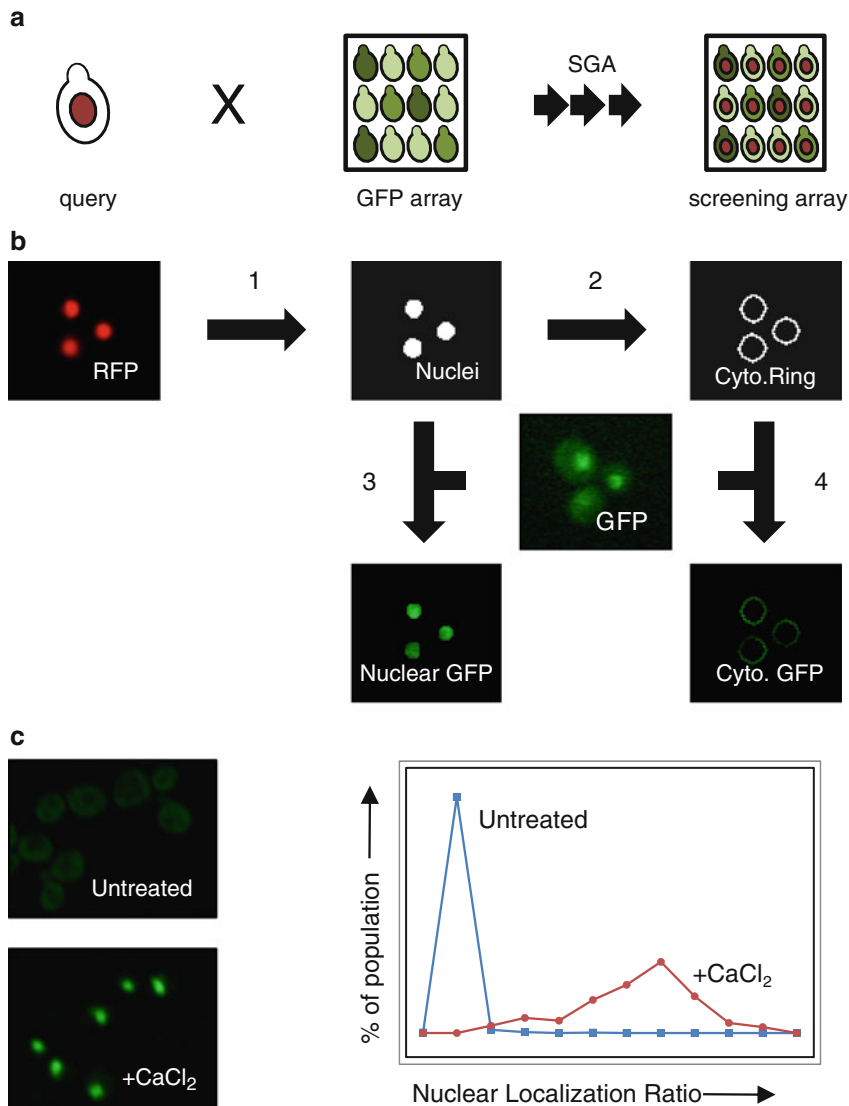 a
X
SGA
query
GFP array
screening array
b
1
2
RFP
Nuclei
Cyto.Ring
3
GFP
4
Nuclear GFP
Cyto. GFP
c
Untreated
+CaCl₂
% of population
Untreated
+CaCl₂
Nuclear Localization Ratio